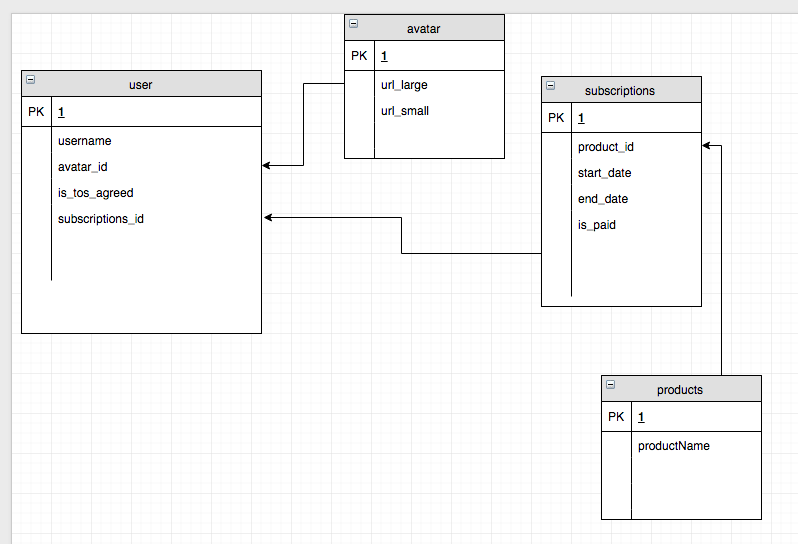 avatar
PK 1
url_large
url_small
user
PK 1
username
avatar_id
is_tos_agreed
subscriptions_id
subscriptions
PK 1
product_id
start_date
end_date
is_paid
products
PK 1
productName